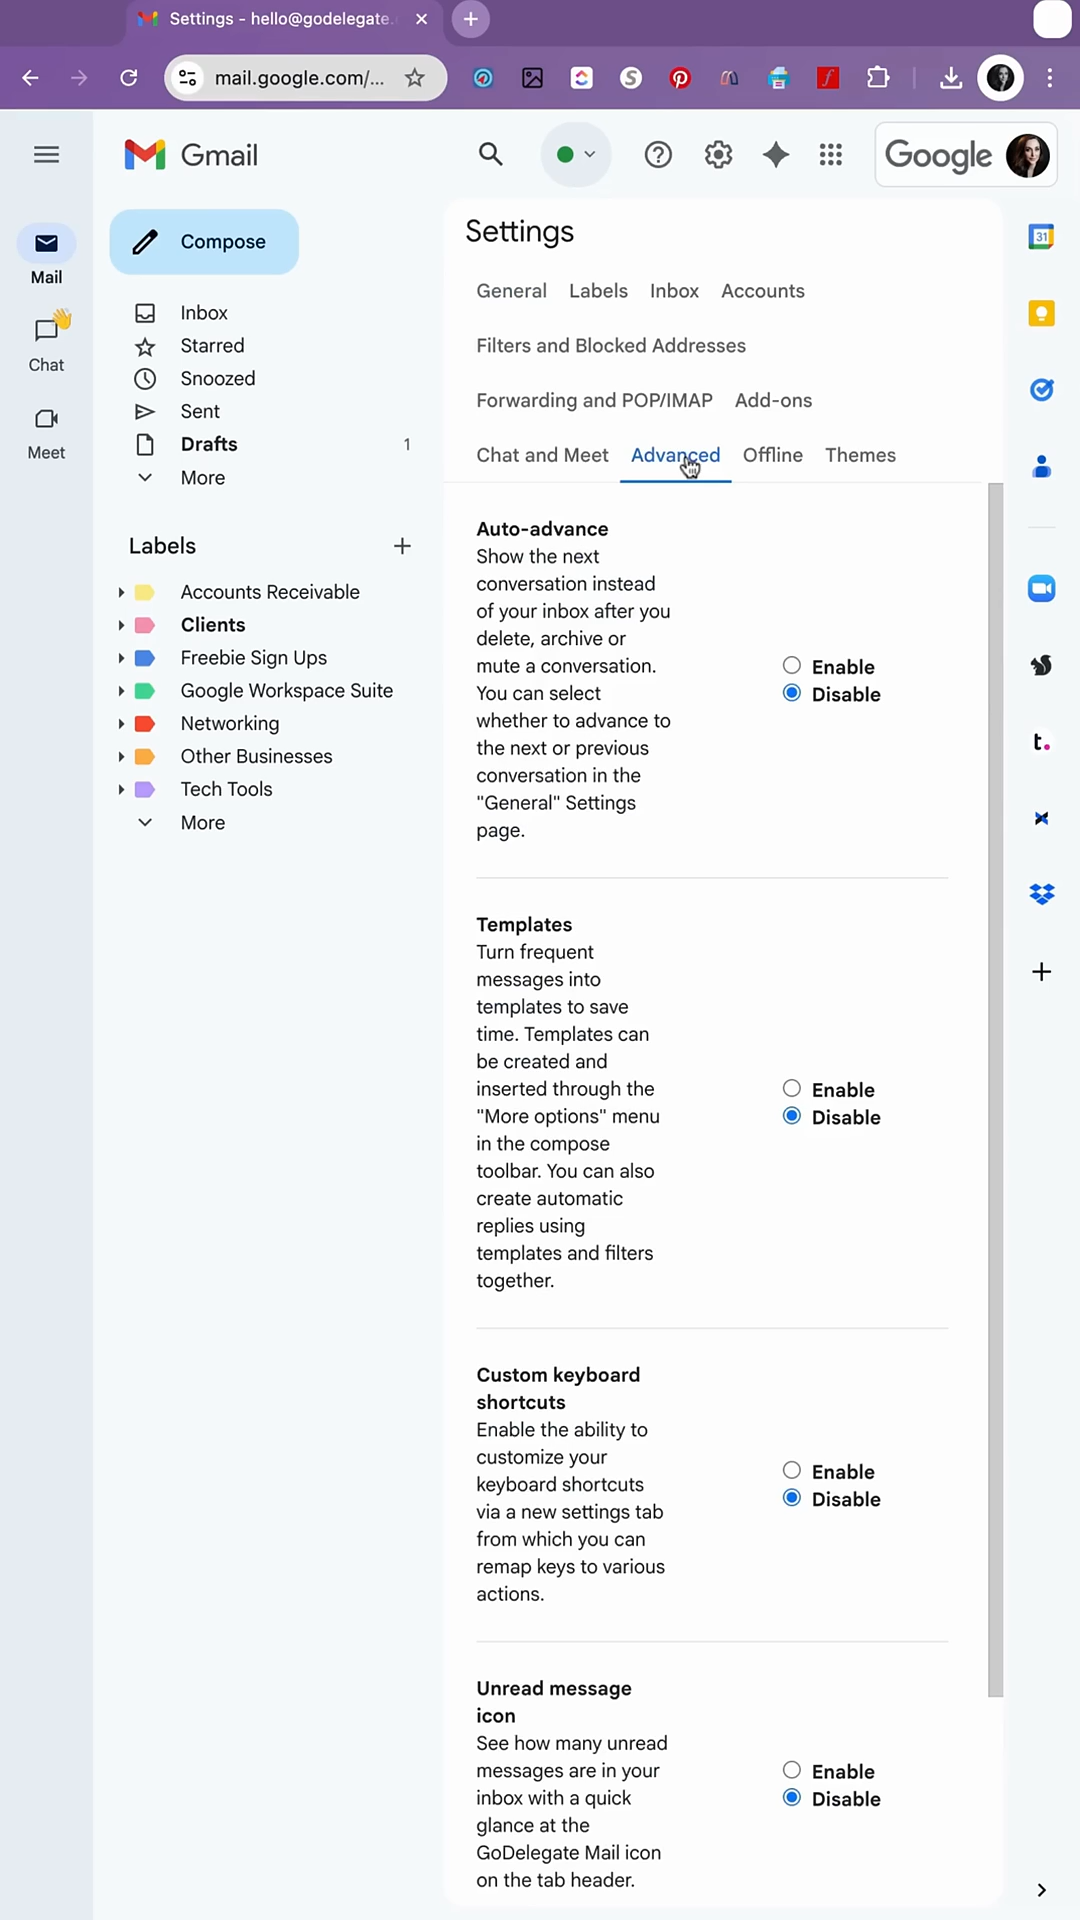 Settings - hello@godelegate.
mail.google.com/...
Gmail
Google
Compose
Mail
Chat
Meet
Inbox
Starred
Snoozed
Sent
Drafts 1
More
Labels
Accounts Receivable
Clients
Freebie Sign Ups
Google Workspace Suite
Networking
Other Businesses
Tech Tools
More
Settings
General Labels Inbox Accounts
Filters and Blocked Addresses
Forwarding and POP/IMAP Add-ons
Chat and Meet Advanced Offline Themes
Auto-advance
Show the next
conversation instead
of your inbox after you
delete, archive or
mute a conversation.
You can select
whether to advance to
the next or previous
conversation in the
"General" Settings
page.
Enable
Disable
Templates
Turn frequent
messages into
templates to save
time. Templates can
be created and
inserted through the
"More options" menu
in the compose
toolbar. You can also
create automatic
replies using
templates and filters
together.
Enable
Disable
Custom keyboard
shortcuts
Enable the ability to
customize your
keyboard shortcuts
via a new settings tab
from which you can
remap keys to various
actions.
Enable
Disable
Unread message
icon
See how many unread
messages are in your
inbox with a quick
glance at the
GoDelegate Mail icon
on the tab header.
Enable
Disable
31
t.